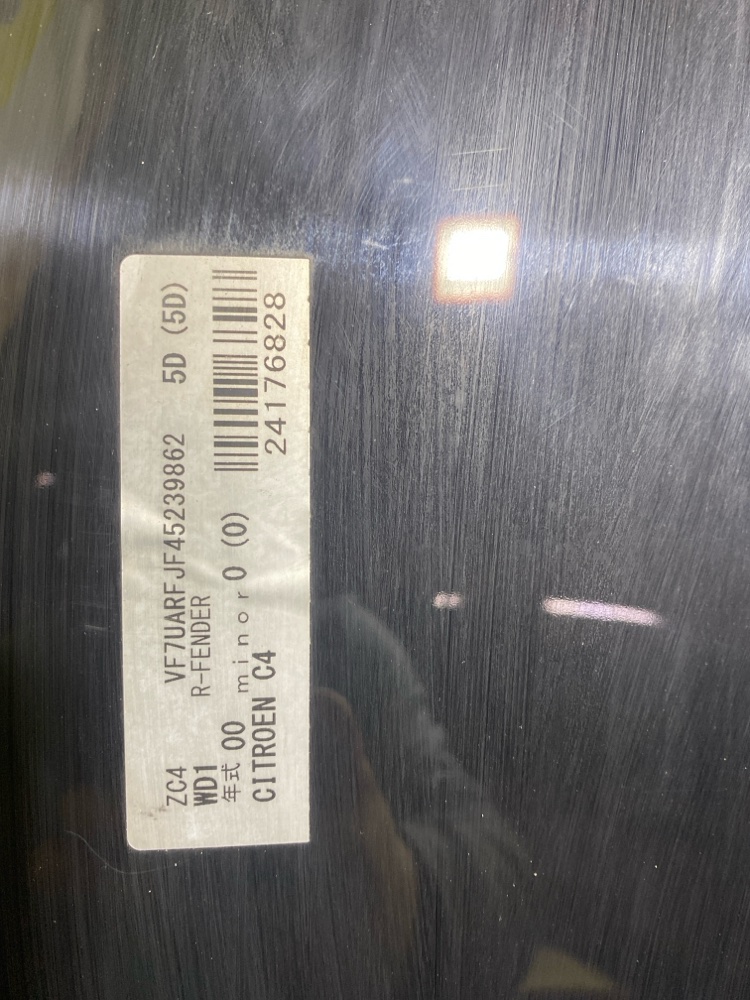 ZC4 VF7UARFJF45239862 5D (5D)
WD1 R-FENDER
年式 00 minor 0 (0)
CITROEN C4 24176828